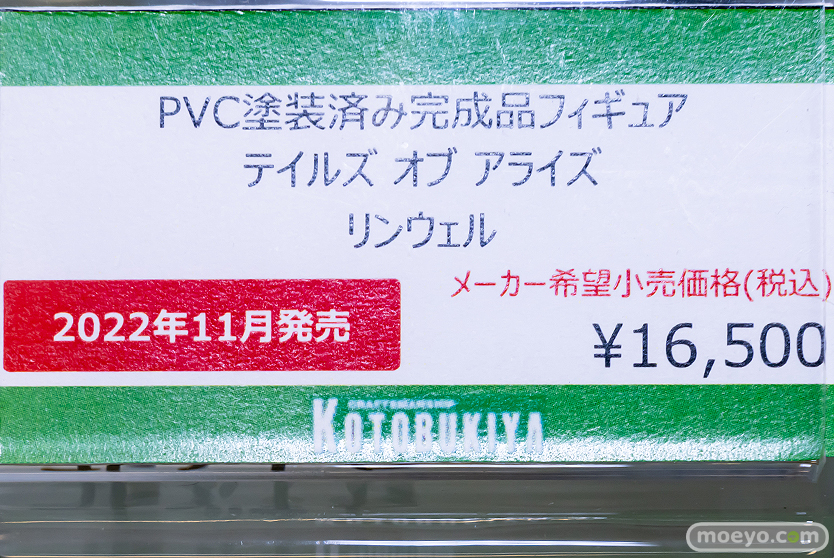 PVC塗装済み完成品フィギュア
テイルズ オブ アライズ
リンウェル
メーカー希望小売価格(税込)
2022年11月発売
¥16,500
CRAFTSMANSHIP
KOTOBUKIYA
moeyo.com